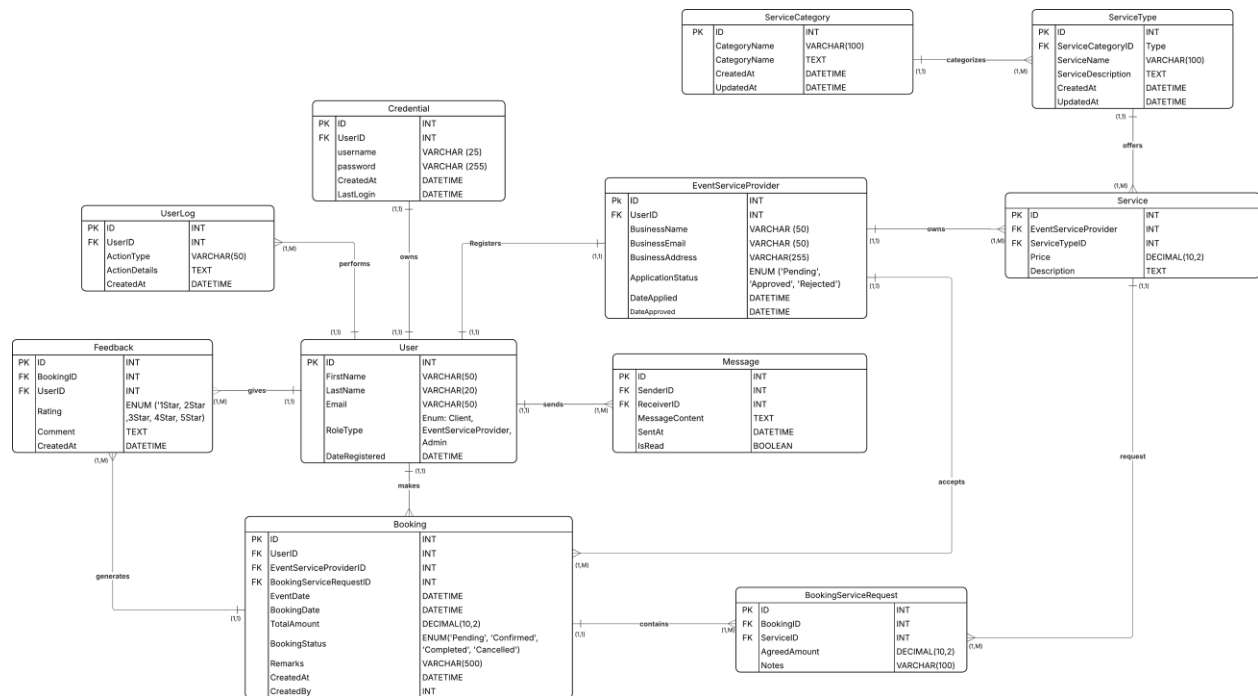 ServiceCategory
PK ID INT
CategoryName VARCHAR(100)
CategoryName TEXT
CreatedAt DATETIME
UpdatedAt DATETIME
(1,1) categorizes (1,M)
ServiceType
PK ID INT
FK ServiceCategoryID Type
ServiceName VARCHAR(100)
ServiceDescription TEXT
CreatedAt DATETIME
UpdatedAt DATETIME
(1,1)
offers
(1,M)
Credential
PK ID INT
FK UserID INT
username VARCHAR (25)
password VARCHAR (255)
CreatedAt DATETIME
LastLogin DATETIME
(1,1)
owns
(1,1)
UserLog
PK ID INT
FK UserID INT
ActionType VARCHAR(50)
ActionDetails TEXT
CreatedAt DATETIME
(1,M)
performs
(1,1)
Registers
(1,1)
(1,1)
EventServiceProvider
Pk ID INT
FK UserID INT
BusinessName VARCHAR (50)
BusinessEmail VARCHAR (50)
BusinessAddress VARCHAR(255)
ApplicationStatus ENUM ('Pending',
'Approved', 'Rejected')
DateApplied DATETIME
DateApproved DATETIME
(1,1) owns (1,M)
(1,1)
accepts
(1,M)
Service
PK ID INT
FK EventServiceProvider INT
FK ServiceTypeID INT
Price DECIMAL(10,2)
Description TEXT
(1,1)
request
(1,M)
Feedback
PK ID INT
FK BookingID INT
FK UserID INT
Rating ENUM ('1Star, 2Star
,3Star, 4Star, 5Star)
Comment TEXT
CreatedAt DATETIME
(1,M) gives (1,1)
(1,M)
generates
(1,1)
User
PK ID INT
FirstName VARCHAR(50)
LastName VARCHAR(20)
Email VARCHAR(50)
RoleType Enum: Client,
EventServiceProvider,
Admin
DateRegistered DATETIME
(1,1) sends (1,M)
(1,1)
makes
Message
PK ID INT
FK SenderID INT
FK ReceiverID INT
MessageContent TEXT
SentAt DATETIME
IsRead BOOLEAN
Booking
PK ID INT
FK UserID INT
FK EventServiceProviderID INT
FK BookingServiceRequestID INT
EventDate DATETIME
BookingDate DATETIME
TotalAmount DECIMAL(10,2)
BookingStatus ENUM('Pending', 'Confirmed',
'Completed', 'Cancelled')
Remarks VARCHAR(500)
CreatedAt DATETIME
CreatedBy INT
(1,1) contains (1,M)
BookingServiceRequest
PK ID INT
FK BookingID INT
FK ServiceID INT
AgreedAmount DECIMAL(10,2)
Notes VARCHAR(100)